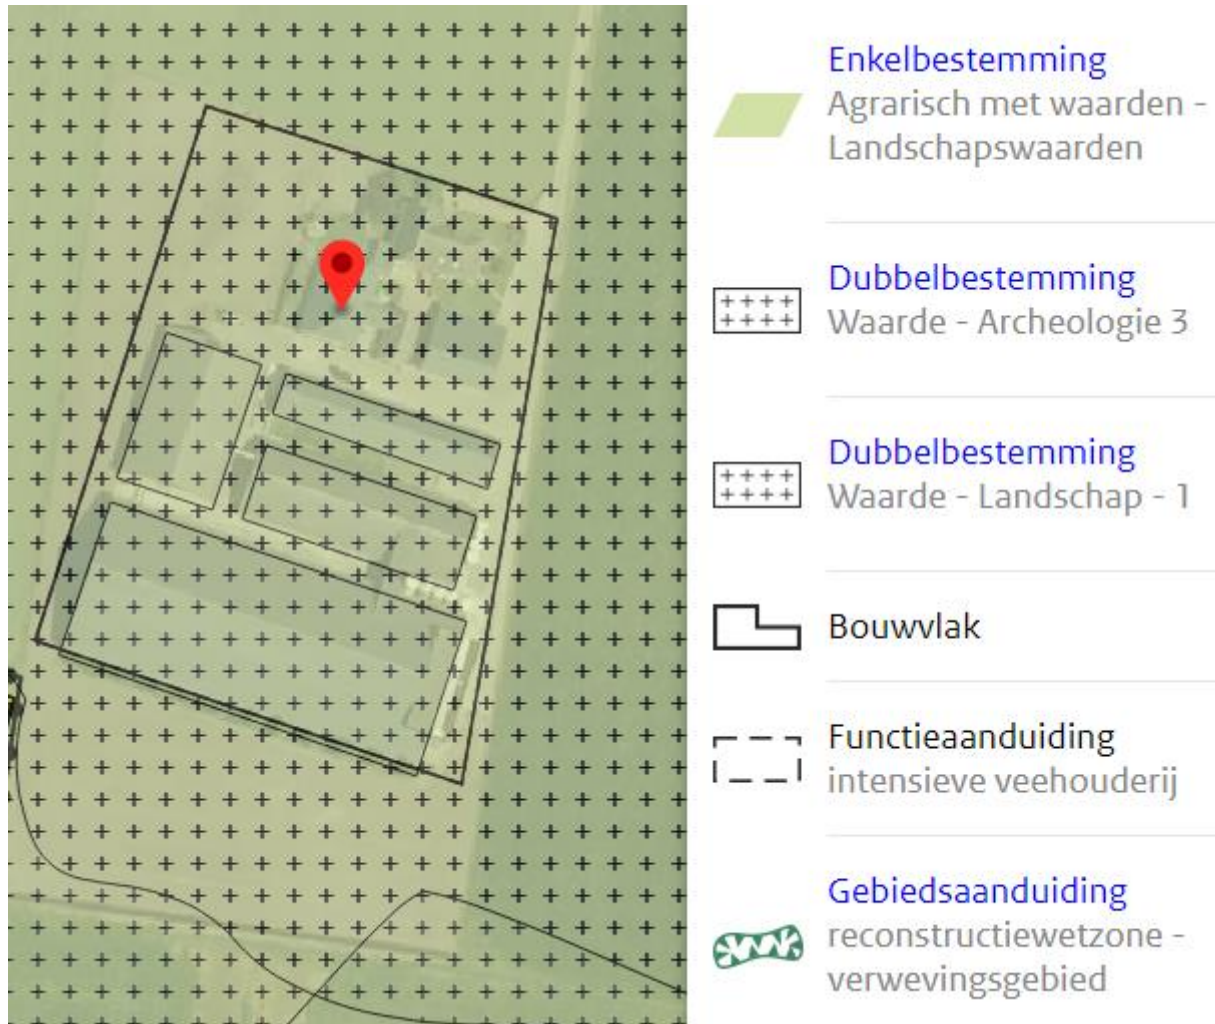 Enkelbestemming
Agrarisch met waarden -
Landschapswaarden
Dubbelbestemming
Waarde - Archeologie 3
Dubbelbestemming
Waarde - Landschap - 1
Bouwvlak
Functieaanduiding
intensieve veehouderij
Gebiedsaanduiding
reconstructiewetzone -
verwevingsgebied